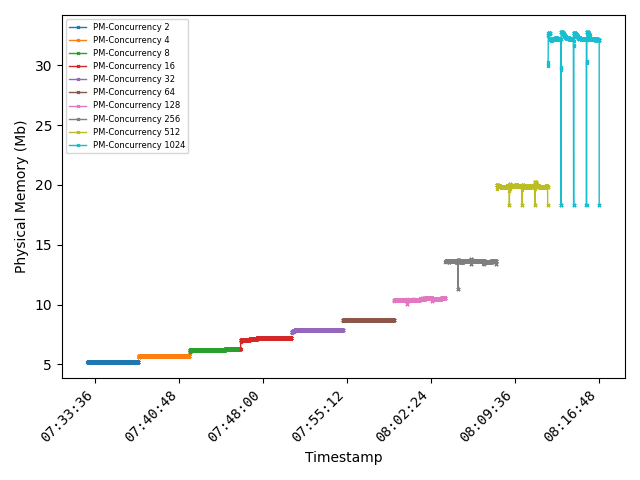 PM-Concurrency 2
PM-Concurrency 4
PM-Concurrency 8
PM-Concurrency 16
PM-Concurrency 32
PM-Concurrency 64
PM-Concurrency 128
PM-Concurrency 256
PM-Concurrency 512
PM-Concurrency 1024
Physical Memory (Mb)
30
25
20
15
10
5
07:33:36
07:40:48
07:48:00
07:55:12
08:02:24
08:09:36
08:16:48
Timestamp